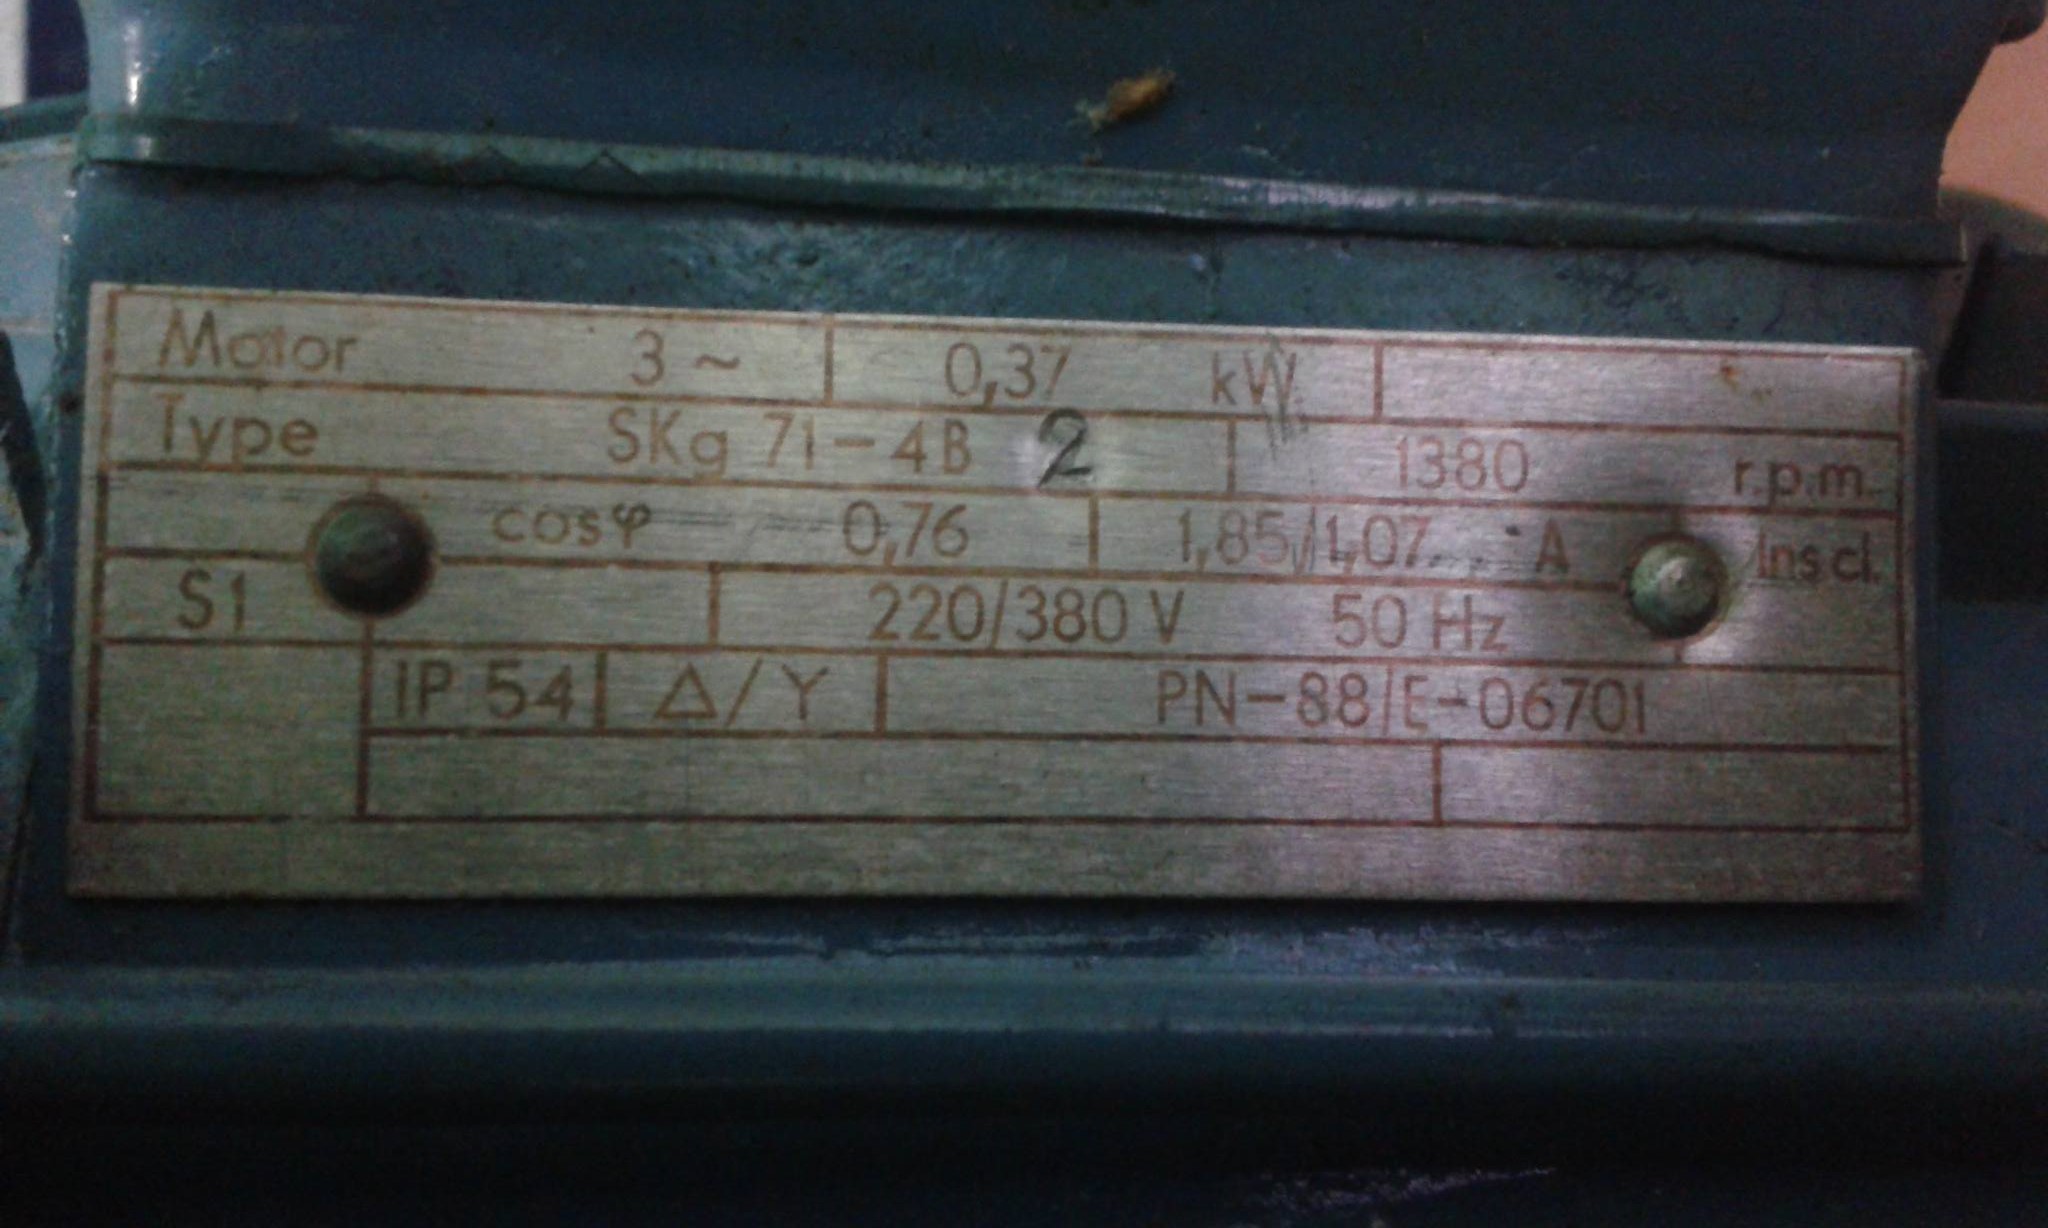 Motor 3 ~ 0,37 kW
Type SKg 71-4B 2 1380 r.p.m.
cosφ 0,76 1,85/1,07 A Ins cl.
S1 220/380 V 50 Hz
IP 54 Δ/Y PN-88/E-06701